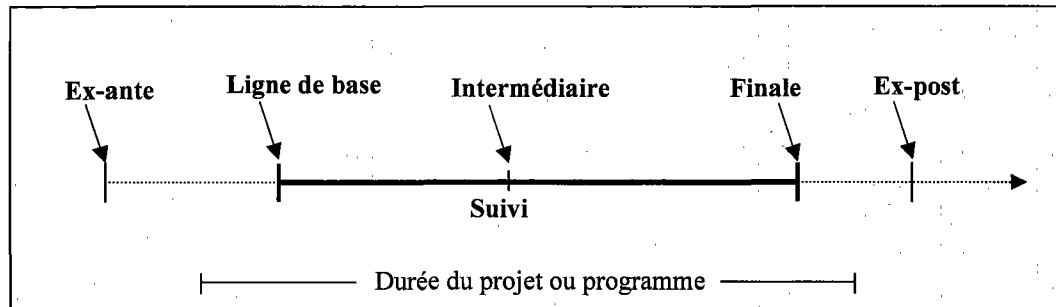 Ex-ante
Ligne de base
Intermédiaire
Finale
Ex-post
Suivi
Durée du projet ou programme